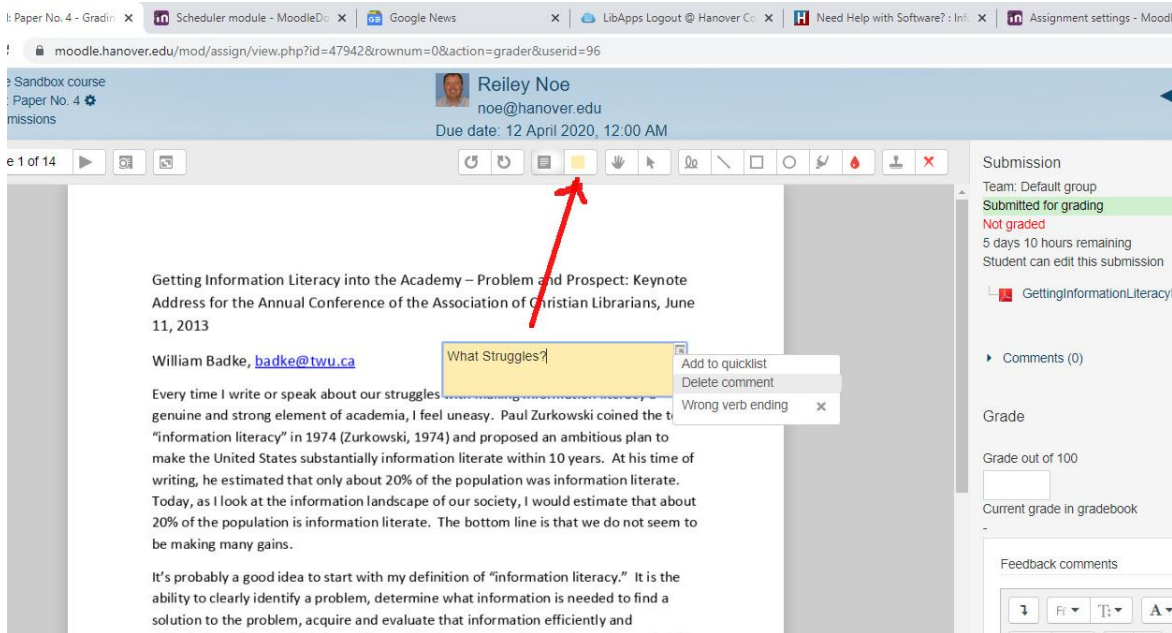 l: Paper No. 4 - Gradin
Scheduler module - MoodleDo
Google News
LibApps Logout @ Hanover Co
Need Help with Software? : Inf
Assignment settings - Moodl
moodle.hanover.edu/mod/assign/view.php?id=47942&rownum=0&action=grader&userid=96
e Sandbox course
: Paper No. 4
missions
Reiley Noe
noe@hanover.edu
Due date: 12 April 2020, 12:00 AM
e 1 of 14
Getting Information Literacy into the Academy – Problem and Prospect: Keynote
Address for the Annual Conference of the Association of Christian Librarians, June
11, 2013
William Badke, badke@twu.ca
What Struggles?
Add to quicklist
Delete comment
Wrong verb ending
Every time I write or speak about our struggles with making information literacy a
genuine and strong element of academia, I feel uneasy. Paul Zurkowski coined the t
“information literacy” in 1974 (Zurkowski, 1974) and proposed an ambitious plan to
make the United States substantially information literate within 10 years. At his time of
writing, he estimated that only about 20% of the population was information literate.
Today, as I look at the information landscape of our society, I would estimate that about
20% of the population is information literate. The bottom line is that we do not seem to
be making many gains.
It’s probably a good idea to start with my definition of “information literacy.” It is the
ability to clearly identify a problem, determine what information is needed to find a
solution to the problem, acquire and evaluate that information efficiently and
Submission
Team: Default group
Submitted for grading
Not graded
5 days 10 hours remaining
Student can edit this submission
GettingInformationLiteracy
Comments (0)
Grade
Grade out of 100
Current grade in gradebook
-
Feedback comments